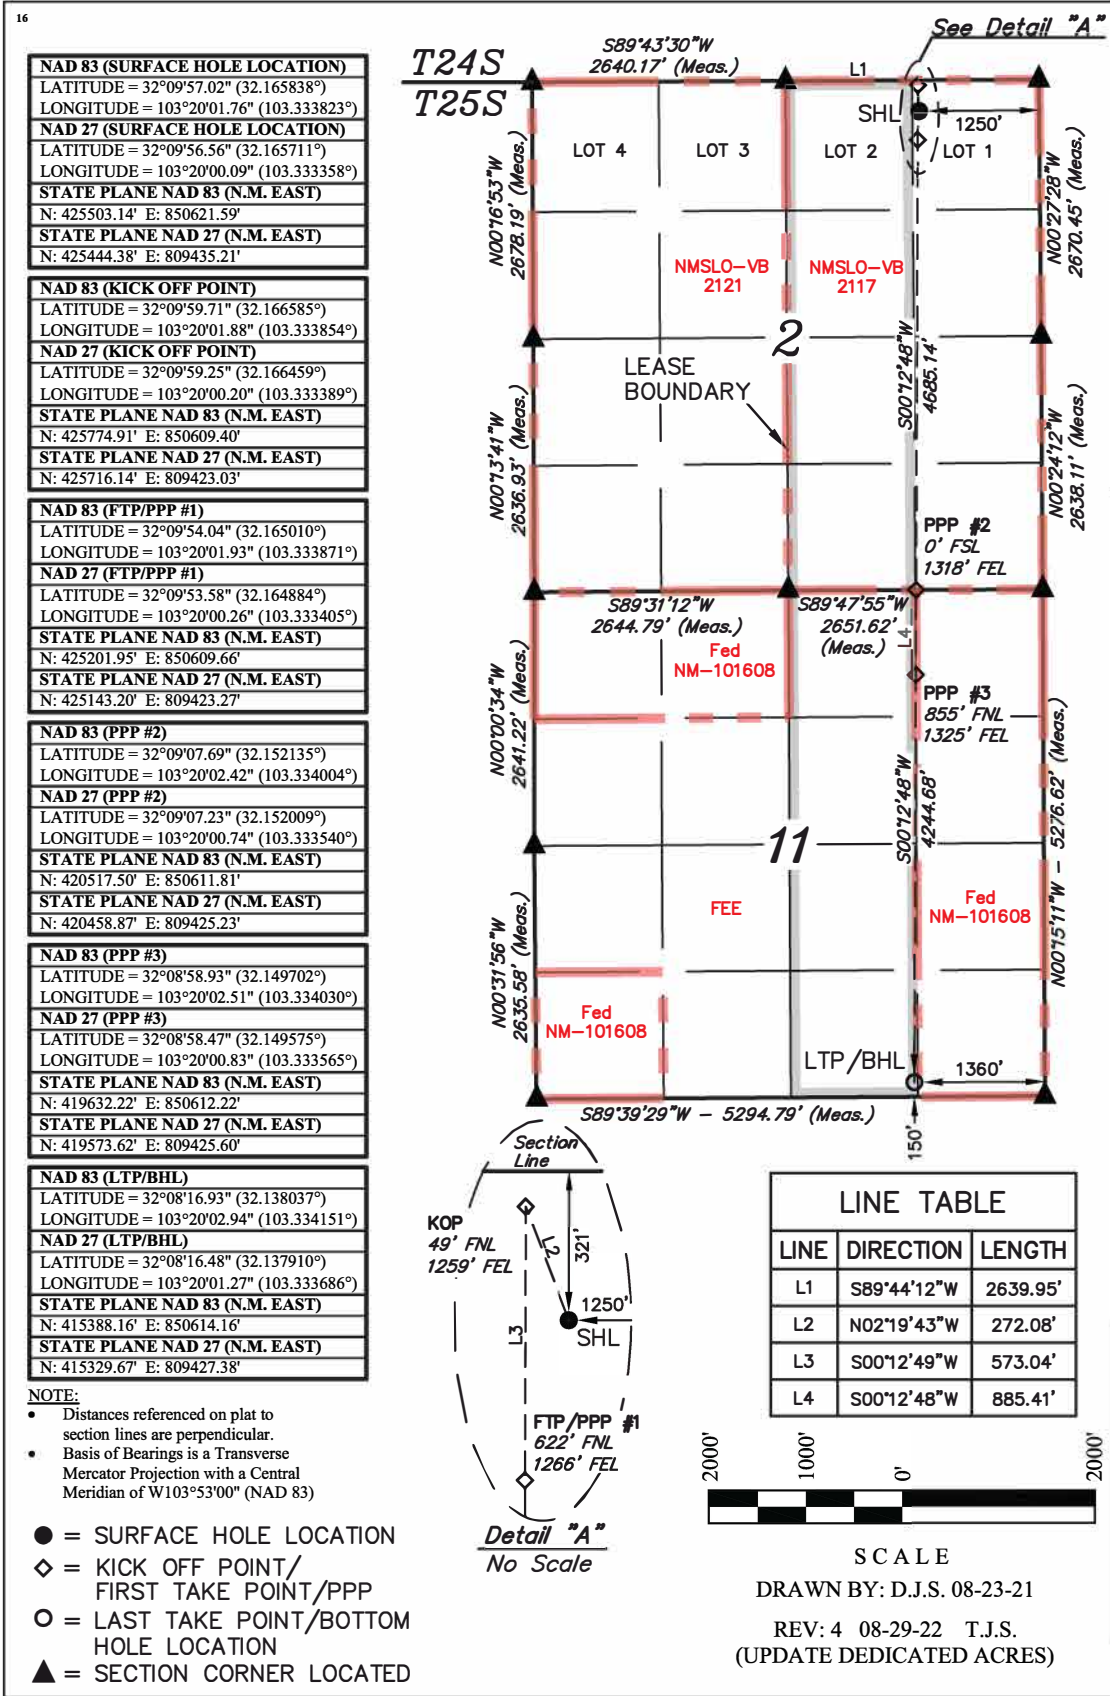 16
NAD 83 (SURFACE HOLE LOCATION)
LATITUDE = 32°09'57.02" (32.165838°)
LONGITUDE = 103°20'01.76" (103.333823°)
NAD 27 (SURFACE HOLE LOCATION)
LATITUDE = 32°09'56.56" (32.165711°)
LONGITUDE = 103°20'00.09" (103.333358°)
STATE PLANE NAD 83 (N.M. EAST)
N: 425503.14' E: 850621.59'
STATE PLANE NAD 27 (N.M. EAST)
N: 425444.38' E: 809435.21'
NAD 83 (KICK OFF POINT)
LATITUDE = 32°09'59.71" (32.166585°)
LONGITUDE = 103°20'01.88" (103.333854°)
NAD 27 (KICK OFF POINT)
LATITUDE = 32°09'59.25" (32.166459°)
LONGITUDE = 103°20'00.20" (103.333389°)
STATE PLANE NAD 83 (N.M. EAST)
N: 425774.91' E: 850609.40'
STATE PLANE NAD 27 (N.M. EAST)
N: 425716.14' E: 809423.03'
NAD 83 (FTP/PPP #1)
LATITUDE = 32°09'54.04" (32.165010°)
LONGITUDE = 103°20'01.93" (103.333871°)
NAD 27 (FTP/PPP #1)
LATITUDE = 32°09'53.58" (32.164884°)
LONGITUDE = 103°20'00.26" (103.333405°)
STATE PLANE NAD 83 (N.M. EAST)
N: 425201.95' E: 850609.66'
STATE PLANE NAD 27 (N.M. EAST)
N: 425143.20' E: 809423.27'
NAD 83 (PPP #2)
LATITUDE = 32°09'07.69" (32.152135°)
LONGITUDE = 103°20'02.42" (103.334004°)
NAD 27 (PPP #2)
LATITUDE = 32°09'07.23" (32.152009°)
LONGITUDE = 103°20'00.74" (103.333540°)
STATE PLANE NAD 83 (N.M. EAST)
N: 420517.50' E: 850611.81'
STATE PLANE NAD 27 (N.M. EAST)
N: 420458.87' E: 809425.23'
NAD 83 (PPP #3)
LATITUDE = 32°08'58.93" (32.149702°)
LONGITUDE = 103°20'02.51" (103.334030°)
NAD 27 (PPP #3)
LATITUDE = 32°08'58.47" (32.149575°)
LONGITUDE = 103°20'00.83" (103.333565°)
STATE PLANE NAD 83 (N.M. EAST)
N: 419632.22' E: 850612.22'
STATE PLANE NAD 27 (N.M. EAST)
N: 419573.62' E: 809425.60'
NAD 83 (LTP/BHL)
LATITUDE = 32°08'16.93" (32.138037°)
LONGITUDE = 103°20'02.94" (103.334151°)
NAD 27 (LTP/BHL)
LATITUDE = 32°08'16.48" (32.137910°)
LONGITUDE = 103°20'01.27" (103.333686°)
STATE PLANE NAD 83 (N.M. EAST)
N: 415388.16' E: 850614.16'
STATE PLANE NAD 27 (N.M. EAST)
N: 415329.67' E: 809427.38'
NOTE:
• Distances referenced on plat to
section lines are perpendicular.
• Basis of Bearings is a Transverse
Mercator Projection with a Central
Meridian of W103°53'00" (NAD 83)
● = SURFACE HOLE LOCATION
◇ = KICK OFF POINT/
FIRST TAKE POINT/PPP
○ = LAST TAKE POINT/BOTTOM
HOLE LOCATION
▲ = SECTION CORNER LOCATED
T24S
T25S
S89°43'30"W
2640.17' (Meas.)
L1
See Detail "A"
SHL
1250'
LOT 4
LOT 3
LOT 2
LOT 1
N00°16'53"W
2678.19' (Meas.)
N00°27'28"W
2670.45' (Meas.)
NMSLO-VB
2121
NMSLO-VB
2117
2
LEASE
BOUNDARY
S00°12'48"W
4685.14'
N00°13'41"W
2636.93' (Meas.)
N00°24'12"W
2638.11' (Meas.)
PPP #2
0' FSL
1318' FEL
S89°31'12"W
2644.79' (Meas.)
S89°47'55"W
2651.62'
(Meas.)
L4
Fed
NM-101608
PPP #3
855' FNL
1325' FEL
N00°00'34"W
2641.22' (Meas.)
S00°12'48"W
4244.68'
N00°15'11"W - 5276.62' (Meas.)
11
FEE
Fed
NM-101608
N00°31'56"W
2635.58' (Meas.)
Fed
NM-101608
LTP/BHL
1360'
S89°39'29"W - 5294.79' (Meas.)
150'
Section
Line
KOP
49' FNL
1259' FEL
L2
321'
1250'
SHL
L3
FTP/PPP #1
622' FNL
1266' FEL
Detail "A"
No Scale
LINE TABLE
LINE DIRECTION LENGTH
L1 S89°44'12"W 2639.95'
L2 N02°19'43"W 272.08'
L3 S00°12'49"W 573.04'
L4 S00°12'48"W 885.41'
2000' 1000' 0' 2000'
SCALE
DRAWN BY: D.J.S. 08-23-21
REV: 4 08-29-22 T.J.S.
(UPDATE DEDICATED ACRES)